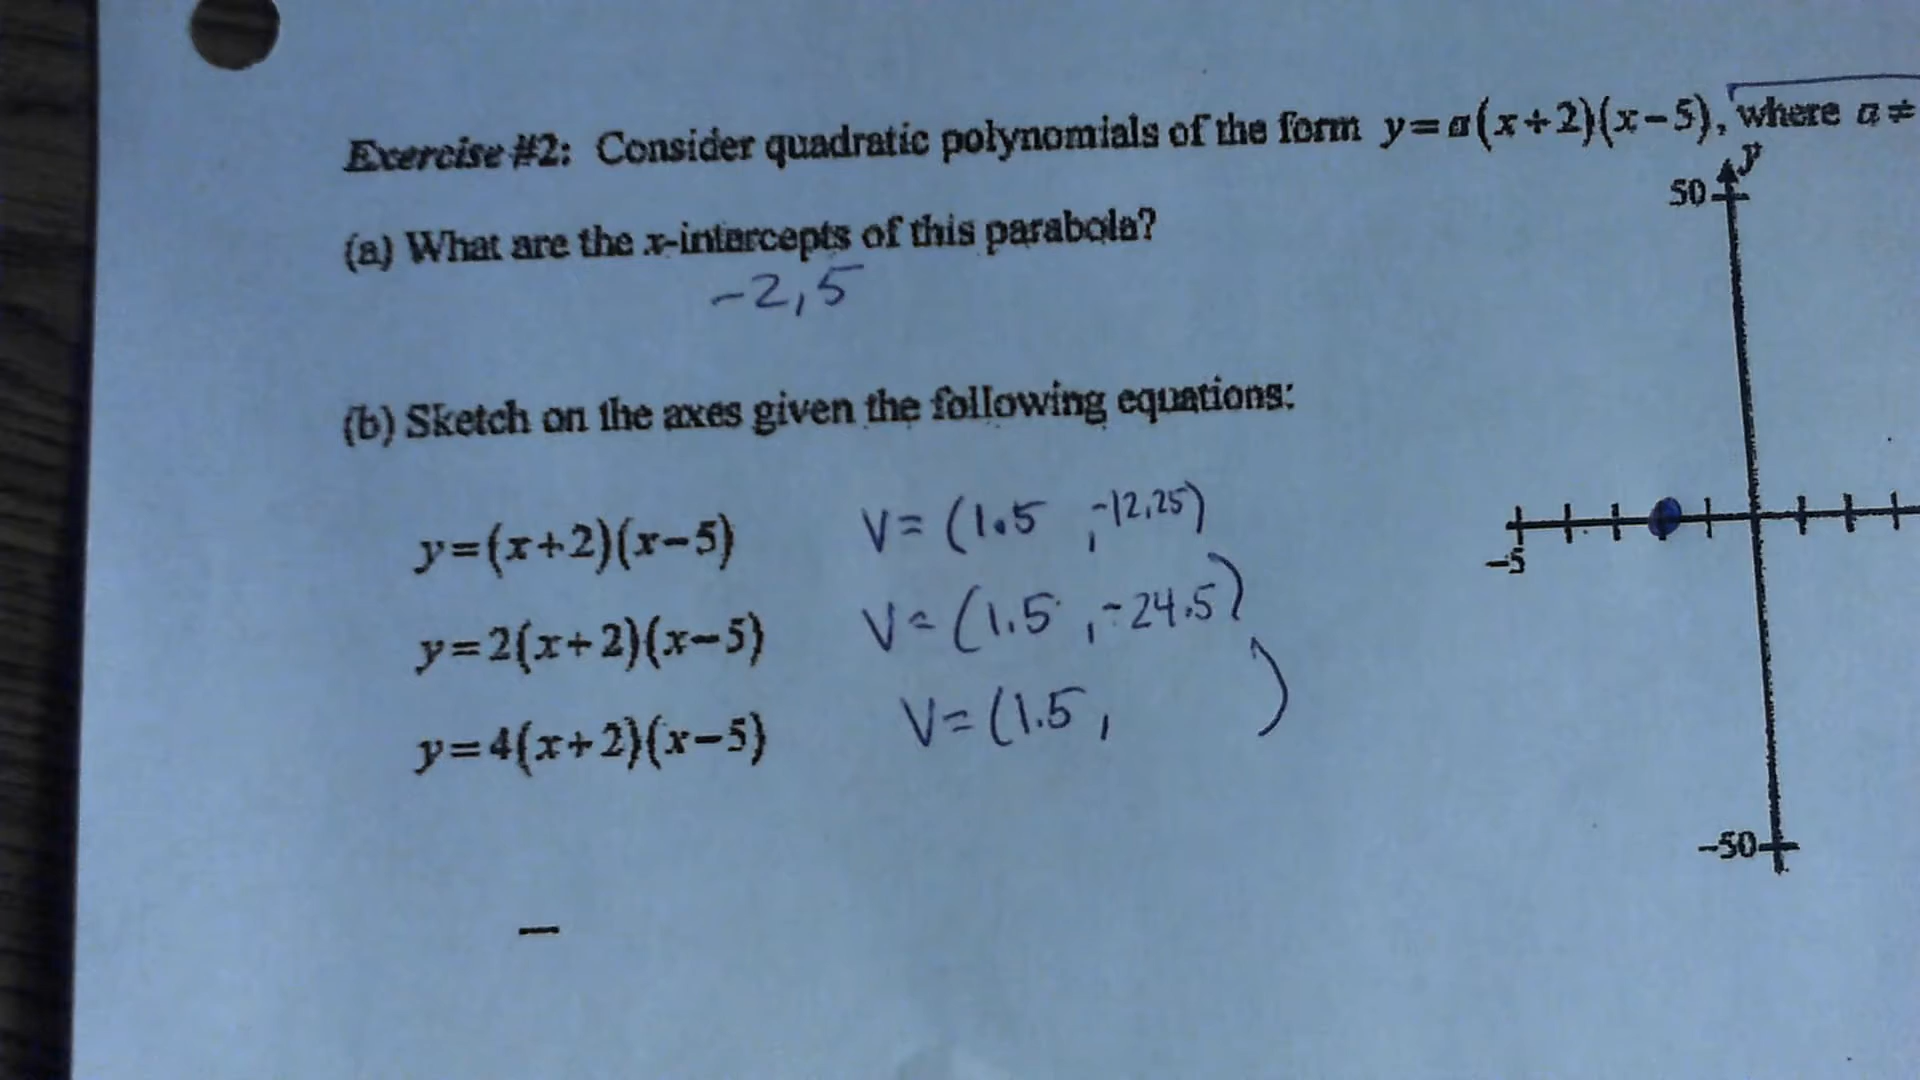 Exercise #2: Consider quadratic polynomials of the form y=a(x+2)(x-5), where a≠
y
50
(a) What are the x-intercepts of this parabola?
-2,5
(b) Sketch on the axes given the following equations:
y=(x+2)(x-5) V=(1.5 ,-12.25)
-5
y=2(x+2)(x-5) V=(1.5 ,-24.5)
y=4(x+2)(x-5) V=(1.5, )
-50